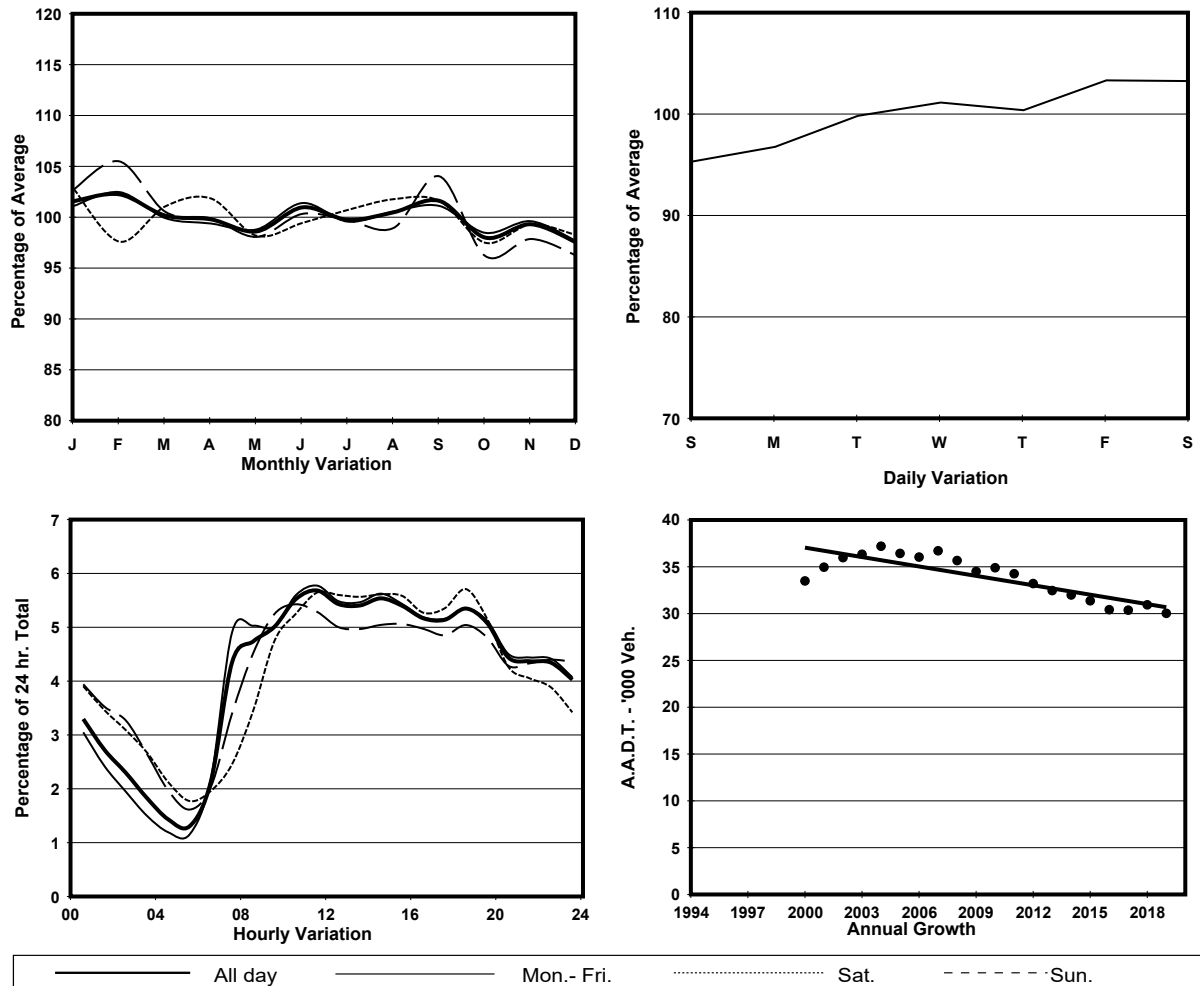 120
115
110
105
100
95
90
85
80
Percentage of Average
J F M A M J J A S O N D
Monthly Variation
110
100
90
80
70
Percentage of Average
S M T W T F S
Daily Variation
7
6
5
4
3
2
1
0
Percentage of 24 hr. Total
00 04 08 12 16 20 24
Hourly Variation
40
35
30
25
20
15
10
5
0
A.A.D.T. - '000 Veh.
1994 1997 2000 2003 2006 2009 2012 2015 2018
Annual Growth
All day Mon.- Fri. Sat. Sun.